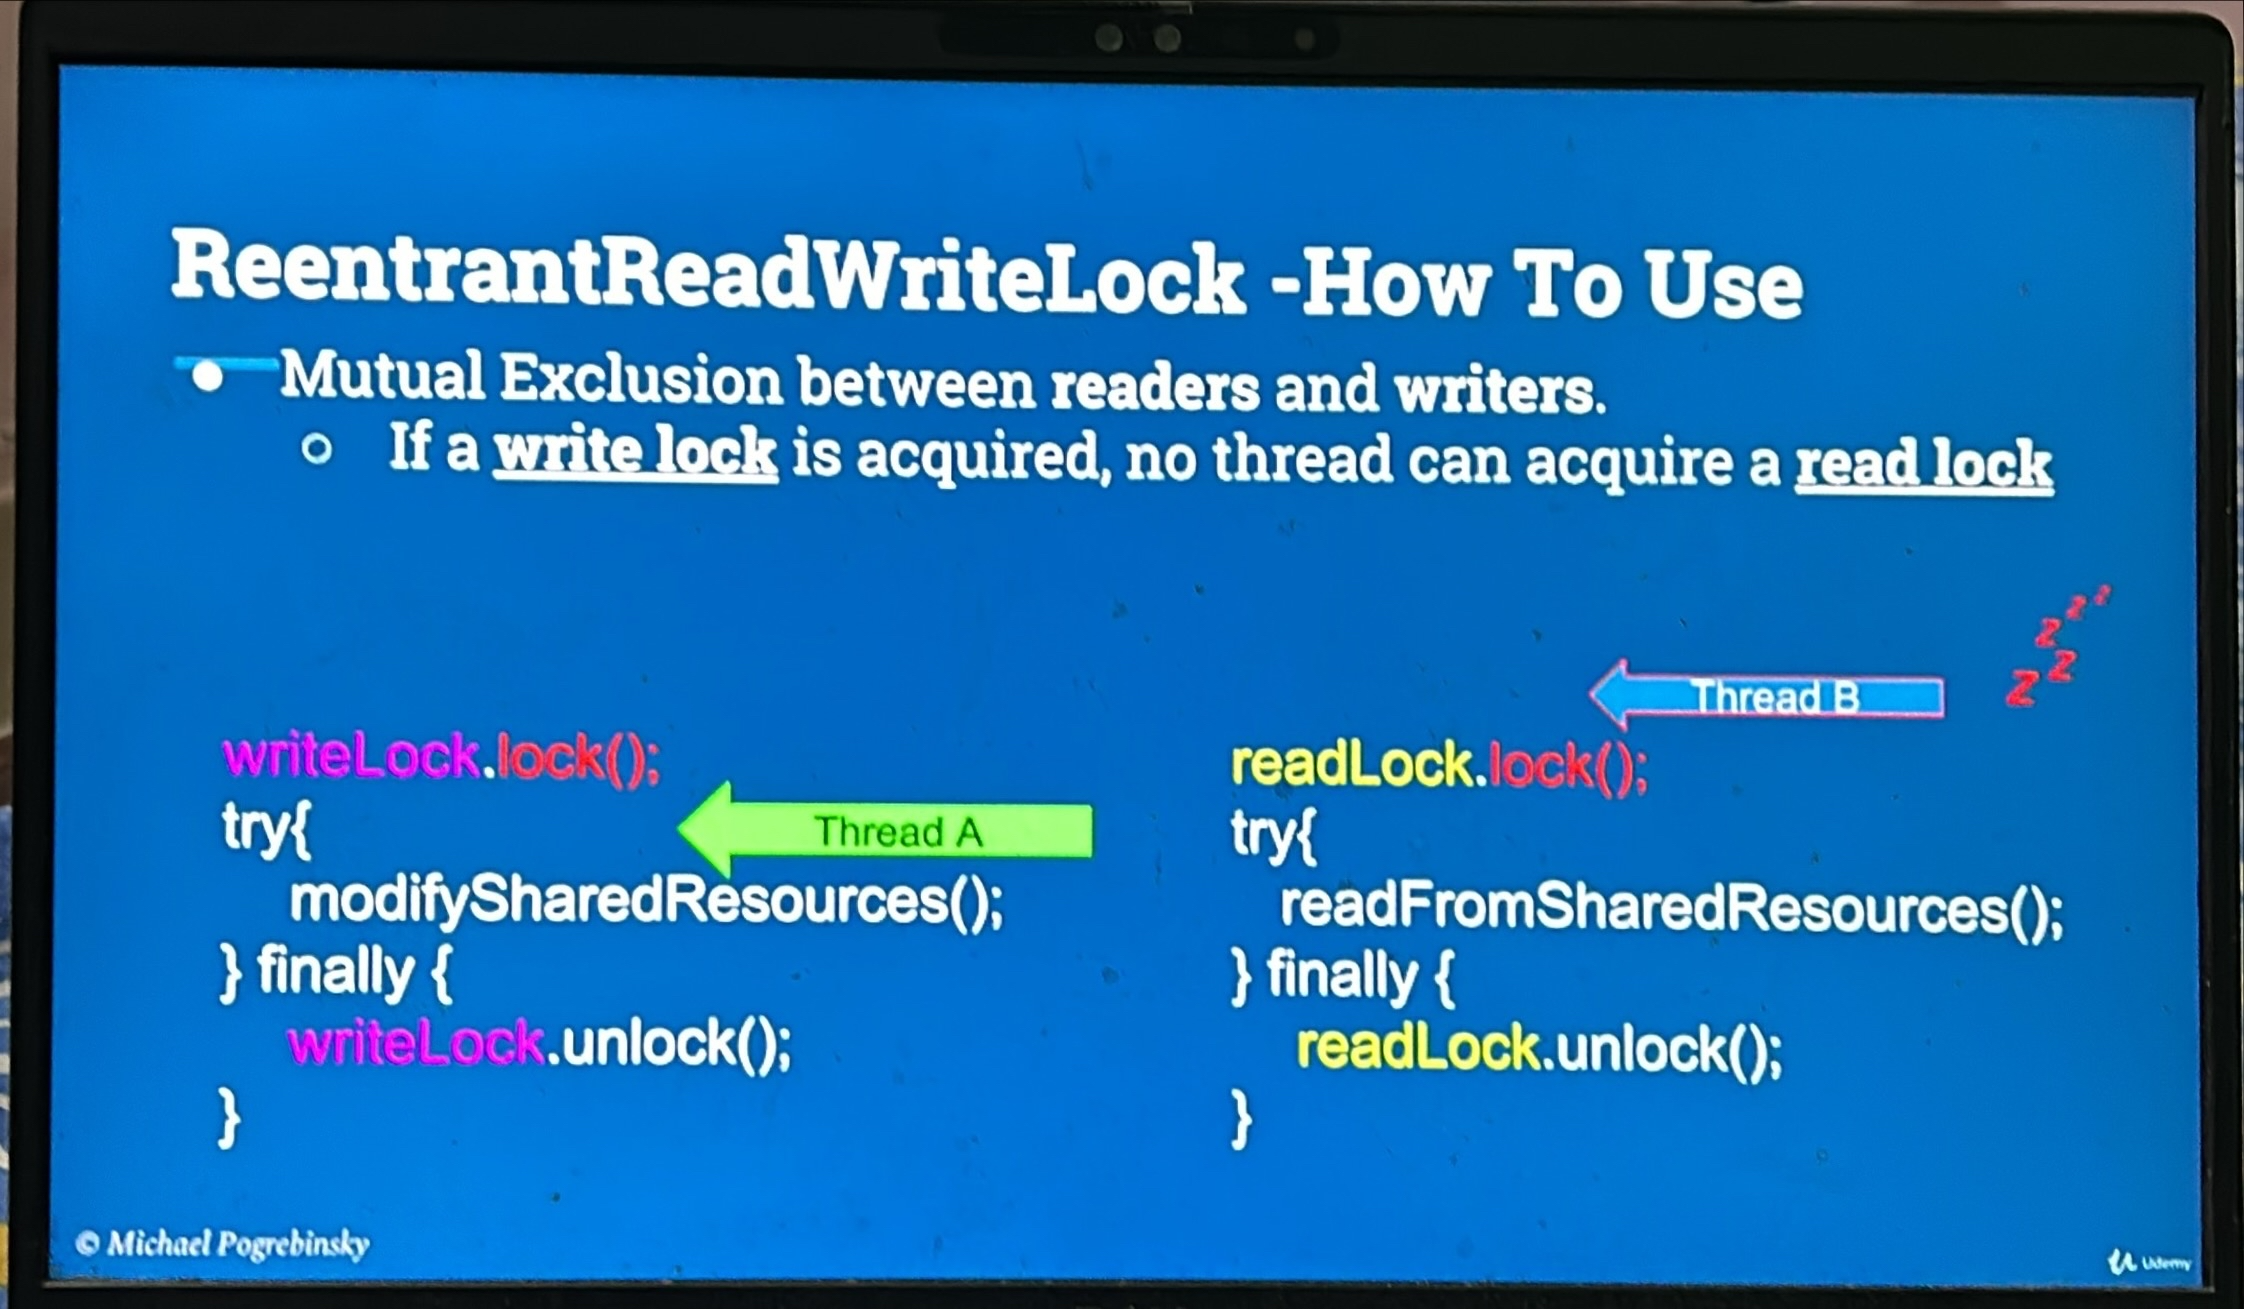 ReentrantReadWriteLock -How To Use
Mutual Exclusion between readers and writers.
If a write lock is acquired, no thread can acquire a read lock
z z z z z
Thread B
writeLock.lock();
try{
Thread A
modifySharedResources();
} finally {
writeLock.unlock();
}
readLock.lock();
try{
readFromSharedResources();
} finally {
readLock.unlock();
}
© Michael Pogrebinsky
Udemy